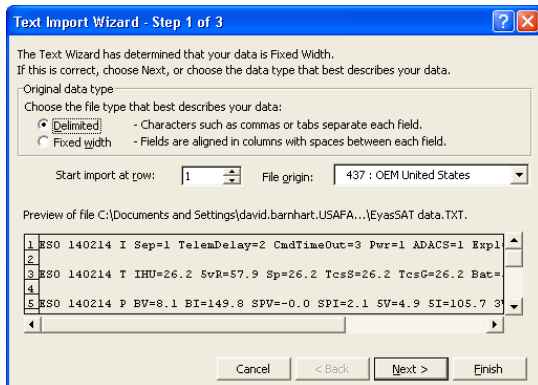 Text Import Wizard - Step 1 of 3
The Text Wizard has determined that your data is Fixed Width.
If this is correct, choose Next, or choose the data type that best describes your data.
Original data type
Choose the file type that best describes your data:
Delimited - Characters such as commas or tabs separate each field.
Fixed width - Fields are aligned in columns with spaces between each field.
Start import at row: 1 File origin: 437 : OEM United States
Preview of file C:\Documents and Settings\david.barnhart.USAFA...\EyasSAT data.TXT.
1 ES0 140214 I Sep=1 TelemDelay=2 CmdTimeOut=3 Pwr=1 ADACS=1 Expl
2
3 ES0 140214 T IHU=26.2 5vR=57.9 Sp=26.2 TcsS=26.2 TcsG=26.2 Bat=
4
5 ES0 140214 P BV=8.1 BI=149.8 SPV=-0.0 SPI=2.1 5V=4.9 5I=105.7 3V
Cancel < Back Next > Finish